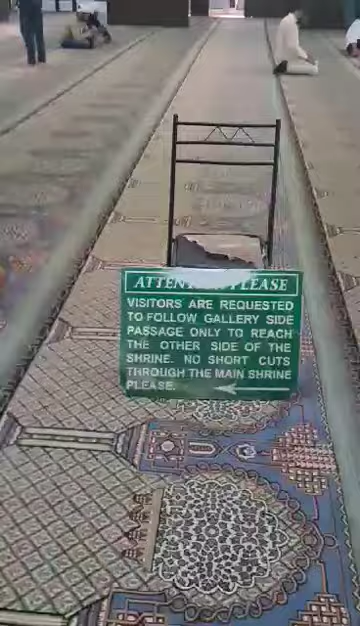 ATTENTION PLEASE
VISITORS ARE REQUESTED
TO FOLLOW GALLERY SIDE
PASSAGE ONLY TO REACH
THE OTHER SIDE OF THE
SHRINE. NO SHORT CUTS
THROUGH THE MAIN SHRINE
PLEASE.